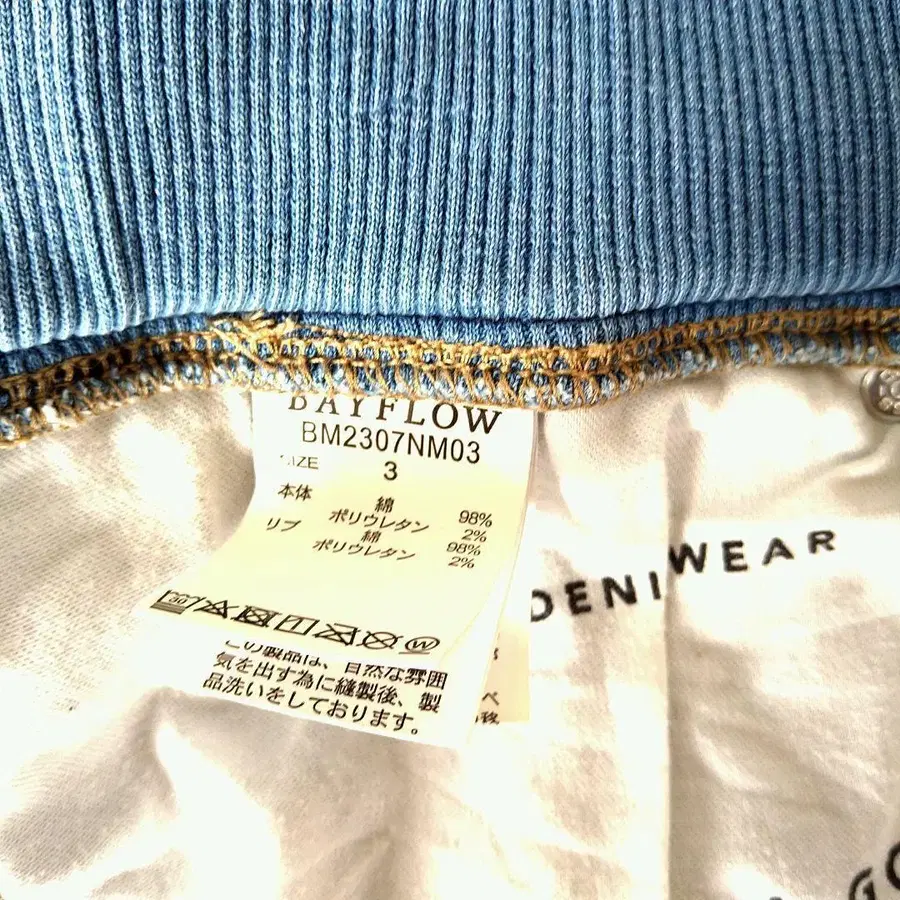 BAYFLOW
BM2307NM03
SIZE 3
本体 綿 98%
ポリウレタン 2%
リブ 綿 98%
ポリウレタン 2%
この製品は、自然な雰囲
気を出す為に縫製後、製
品洗いをしております。
DENIWEAR
GO